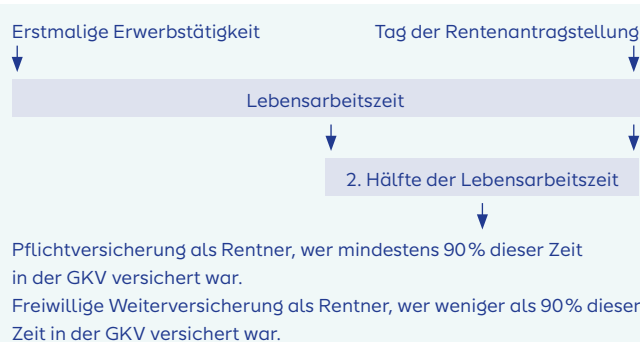 Erstmalige Erwerbstätigkeit
Tag der Rentenantragstellung
Lebensarbeitszeit
2. Hälfte der Lebensarbeitszeit
Pflichtversicherung als Rentner, wer mindestens 90% dieser Zeit
in der GKV versichert war.
Freiwillige Weiterversicherung als Rentner, wer weniger als 90% dieser
Zeit in der GKV versichert war.